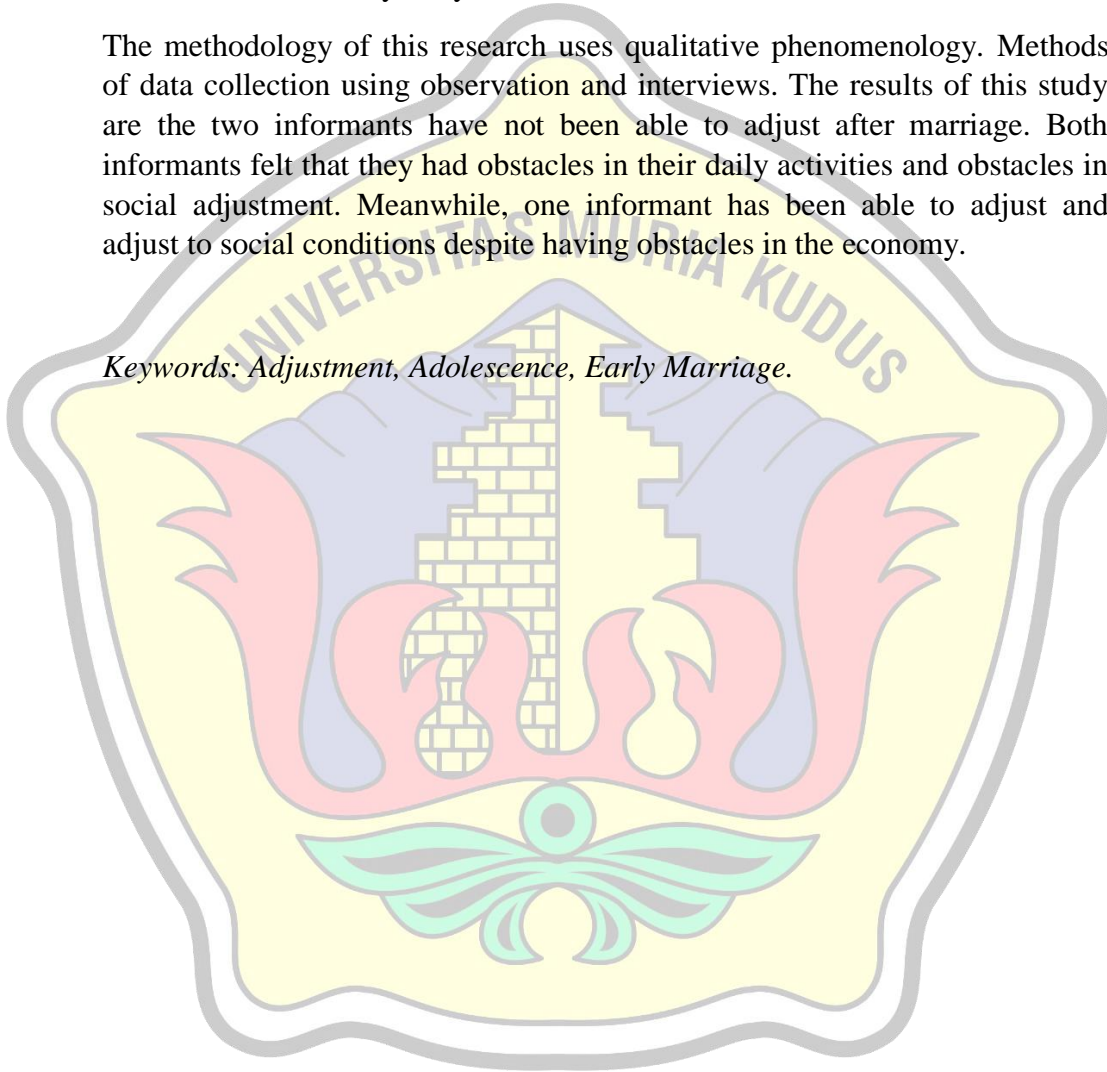 The methodology of this research uses qualitative phenomenology. Methods
of data collection using observation and interviews. The results of this study
are the two informants have not been able to adjust after marriage. Both
informants felt that they had obstacles in their daily activities and obstacles in
social adjustment. Meanwhile, one informant has been able to adjust and
adjust to social conditions despite having obstacles in the economy.
UNIVERSITAS MURIA KUDUS
Keywords: Adjustment, Adolescence, Early Marriage.